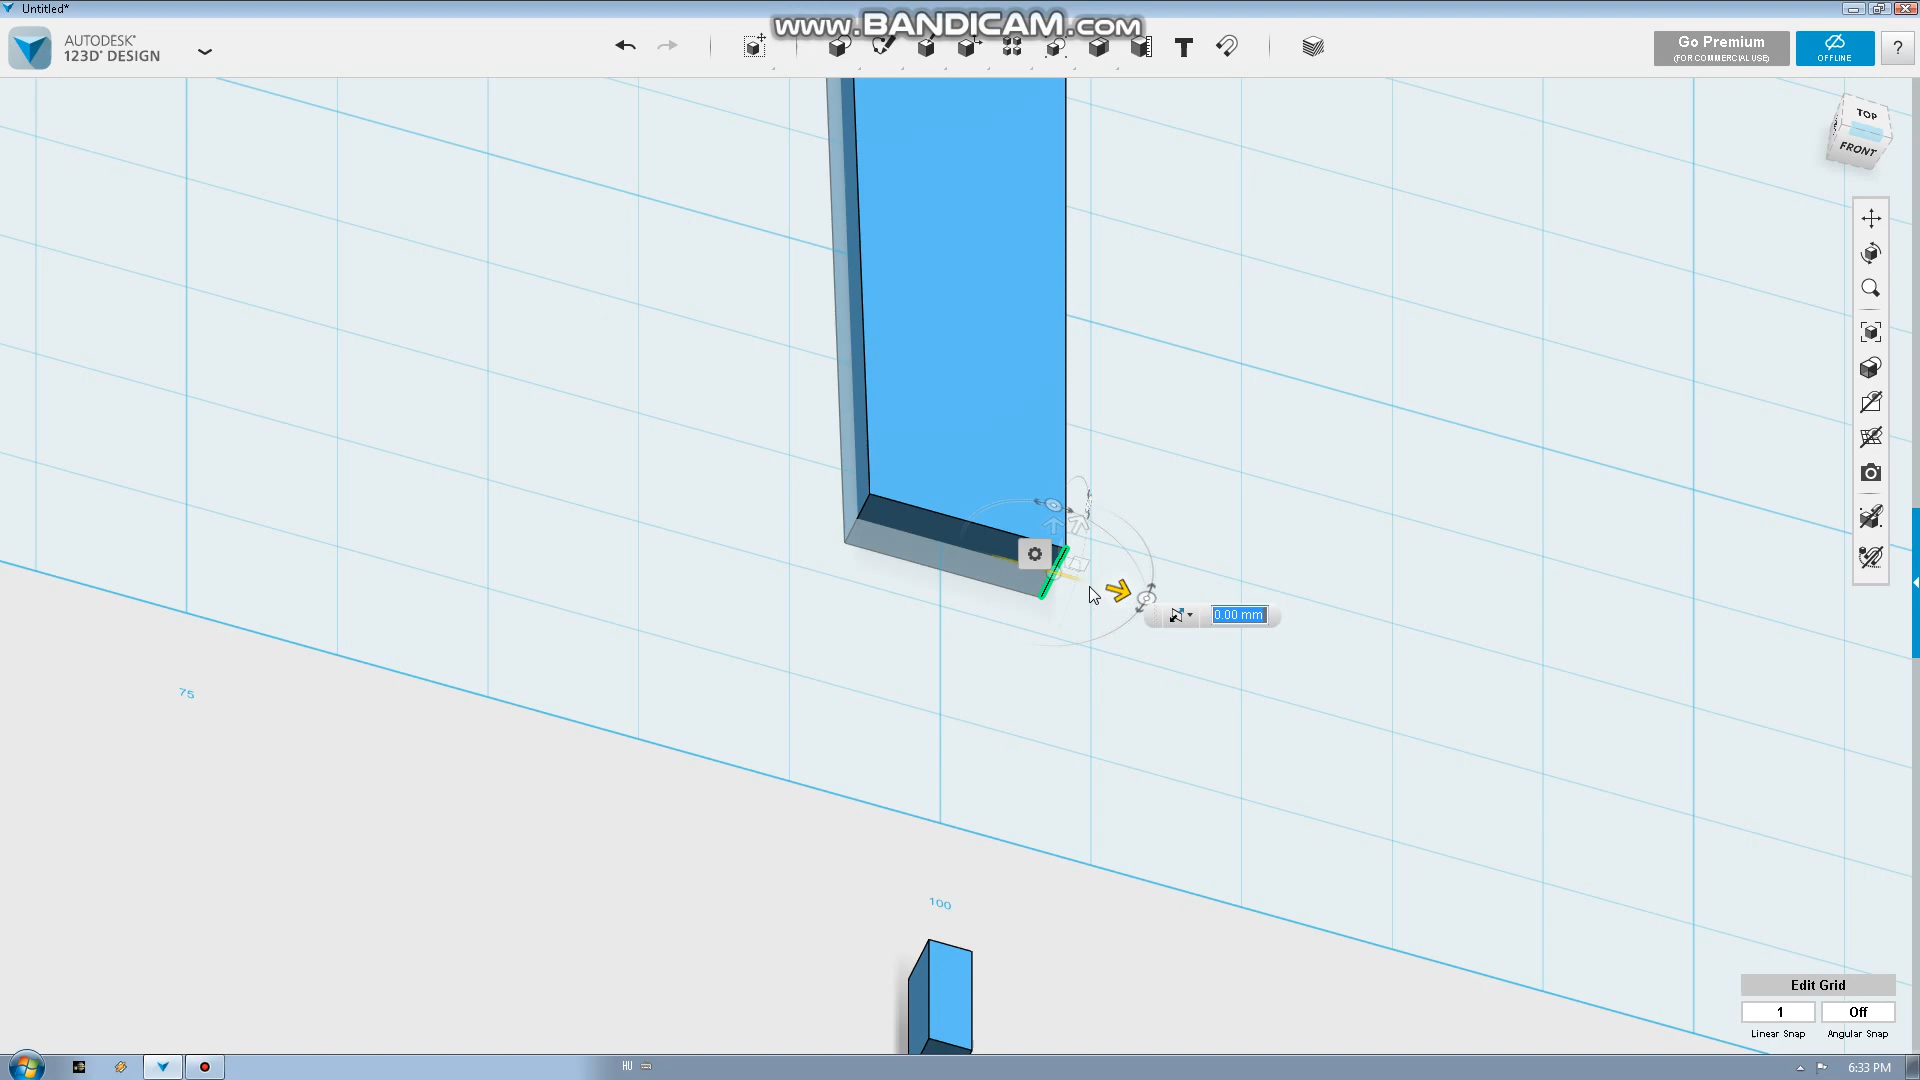 Untitled*
www.BANDICAM.com
AUTODESK®
123D® DESIGN
T
Go Premium
(FOR COMMERCIAL USE)
OFFLINE
?
TOP
FRONT
0.00 mm
75
100
Edit Grid
1
Off
Linear Snap
Angular Snap
HU
6:33 PM